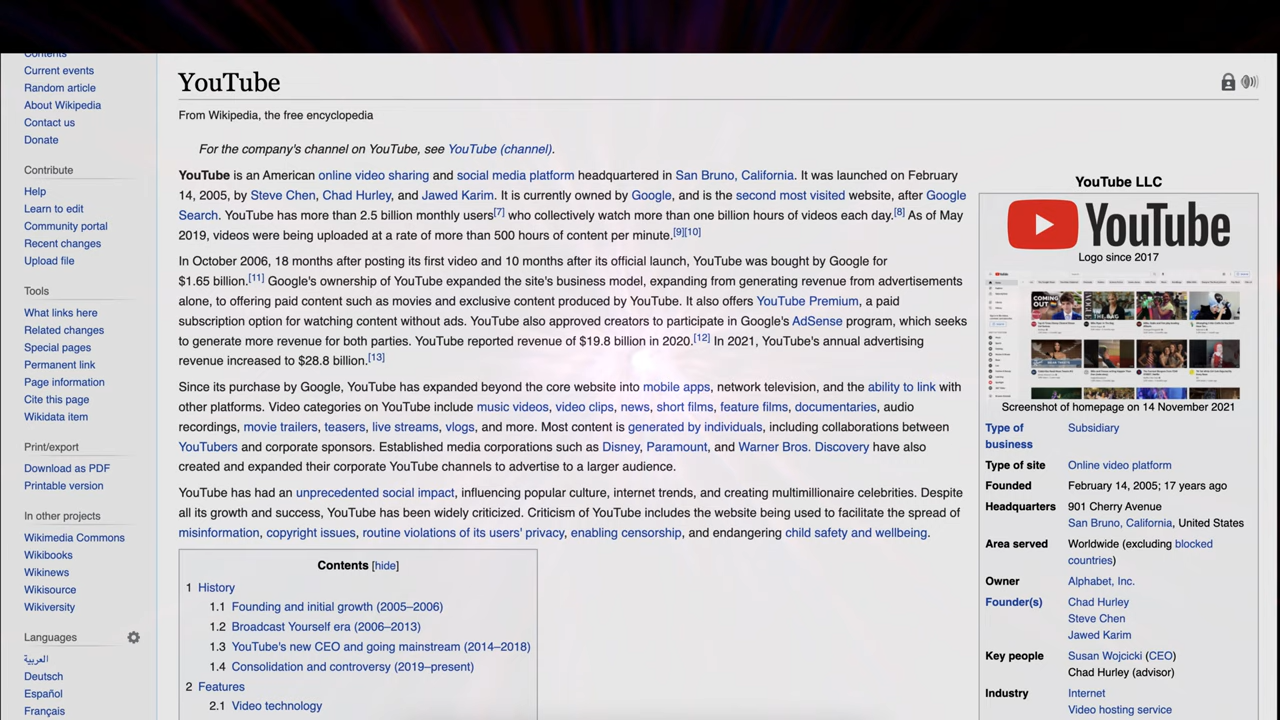 Contents
Current events
Random article
About Wikipedia
Contact us
Donate
Contribute
Help
Learn to edit
Community portal
Recent changes
Upload file
Tools
What links here
Related changes
Special pages
Permanent link
Page information
Cite this page
Wikidata item
Print/export
Download as PDF
Printable version
In other projects
Wikimedia Commons
Wikibooks
Wikinews
Wikisource
Wikiversity
Languages
العربية
Deutsch
Español
Français
YouTube
From Wikipedia, the free encyclopedia
For the company's channel on YouTube, see YouTube (channel).
YouTube is an American online video sharing and social media platform headquartered in San Bruno, California. It was launched on February
14, 2005, by Steve Chen, Chad Hurley, and Jawed Karim. It is currently owned by Google, and is the second most visited website, after Google
Search. YouTube has more than 2.5 billion monthly users[7] who collectively watch more than one billion hours of videos each day.[8] As of May
2019, videos were being uploaded at a rate of more than 500 hours of content per minute.[9][10]
In October 2006, 18 months after posting its first video and 10 months after its official launch, YouTube was bought by Google for
$1.65 billion.[11] Google's ownership of YouTube expanded the site's business model, expanding from generating revenue from advertisements
alone, to offering paid content such as movies and exclusive content produced by YouTube. It also offers YouTube Premium, a paid
subscription option for watching content without ads. YouTube also approved creators to participate in Google's AdSense program, which seeks
to generate more revenue for both parties. YouTube reported revenue of $19.8 billion in 2020.[12] In 2021, YouTube's annual advertising
revenue increased to $28.8 billion.[13]
Since its purchase by Google, YouTube has expanded beyond the core website into mobile apps, network television, and the ability to link with
other platforms. Video categories on YouTube include music videos, video clips, news, short films, feature films, documentaries, audio
recordings, movie trailers, teasers, live streams, vlogs, and more. Most content is generated by individuals, including collaborations between
YouTubers and corporate sponsors. Established media corporations such as Disney, Paramount, and Warner Bros. Discovery have also
created and expanded their corporate YouTube channels to advertise to a larger audience.
YouTube has had an unprecedented social impact, influencing popular culture, internet trends, and creating multimillionaire celebrities. Despite
all its growth and success, YouTube has been widely criticized. Criticism of YouTube includes the website being used to facilitate the spread of
misinformation, copyright issues, routine violations of its users' privacy, enabling censorship, and endangering child safety and wellbeing.
Contents [hide]
1 History
1.1 Founding and initial growth (2005–2006)
1.2 Broadcast Yourself era (2006–2013)
1.3 YouTube's new CEO and going mainstream (2014–2018)
1.4 Consolidation and controversy (2019–present)
2 Features
2.1 Video technology
YouTube LLC
YouTube
Logo since 2017
COMING OUT
THE BAG
Screenshot of homepage on 14 November 2021
Type of business Subsidiary
Type of site Online video platform
Founded February 14, 2005; 17 years ago
Headquarters 901 Cherry Avenue
San Bruno, California, United States
Area served Worldwide (excluding blocked
countries)
Owner Alphabet, Inc.
Founder(s) Chad Hurley
Steve Chen
Jawed Karim
Key people Susan Wojcicki (CEO)
Chad Hurley (advisor)
Industry Internet
Video hosting service